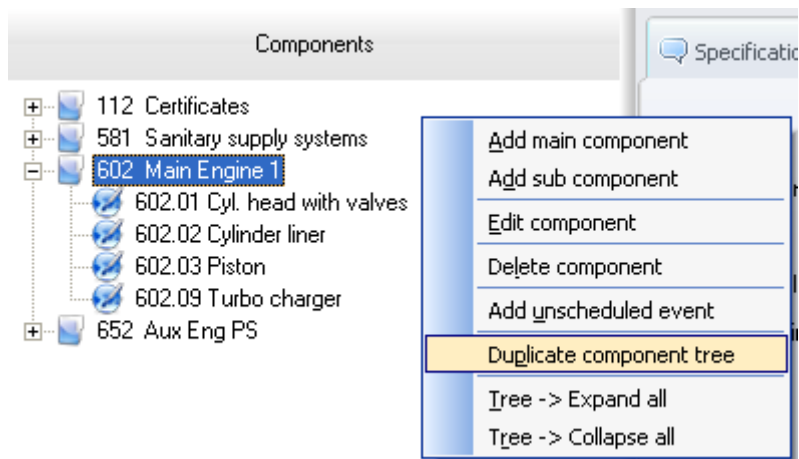 Components
Specificatio
112 Certificates
581 Sanitary supply systems
602 Main Engine 1
602.01 Cyl. head with valves
602.02 Cylinder liner
602.03 Piston
602.09 Turbo charger
652 Aux Eng PS
Add main component
Add sub component
Edit component
Delete component
Add unscheduled event
Duplicate component tree
Tree -> Expand all
Tree -> Collapse all